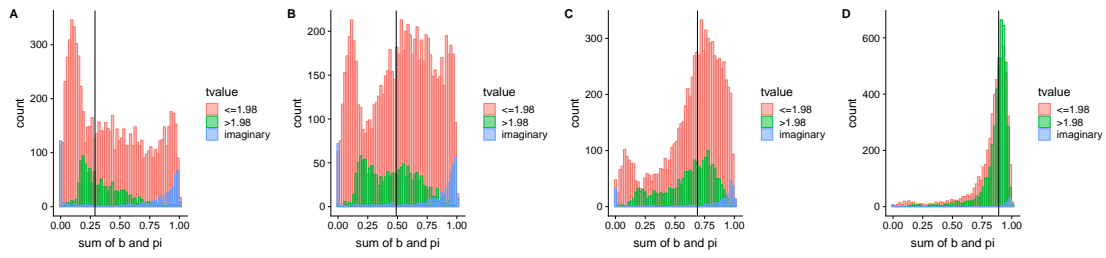 A
300
200
100
0
count
0.00 0.25 0.50 0.75 1.00
sum of b and pi
tvalue
<=1.98
>1.98
imaginary
B
200
150
100
50
0
count
0.00 0.25 0.50 0.75 1.00
sum of b and pi
tvalue
<=1.98
>1.98
imaginary
C
300
200
100
0
count
0.00 0.25 0.50 0.75 1.00
sum of b and pi
tvalue
<=1.98
>1.98
imaginary
D
600
400
200
0
count
0.00 0.25 0.50 0.75 1.00
sum of b and pi
tvalue
<=1.98
>1.98
imaginary